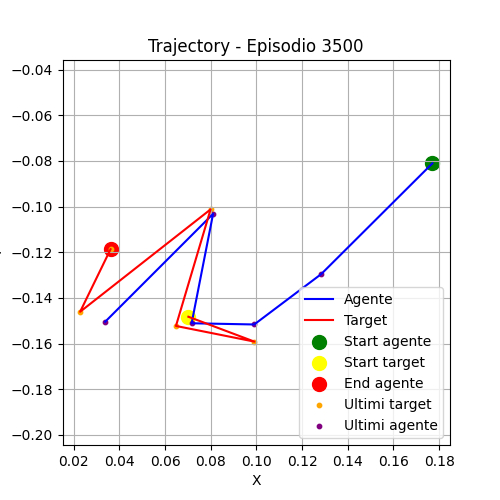 Trajectory - Episodio 3500
−0.04
−0.06
−0.08
−0.10
−0.12
−0.14
−0.16
−0.18
−0.20
Agente
Target
Start agente
Start target
End agente
Ultimi target
Ultimi agente
0.02 0.04 0.06 0.08 0.10 0.12 0.14 0.16 0.18
X